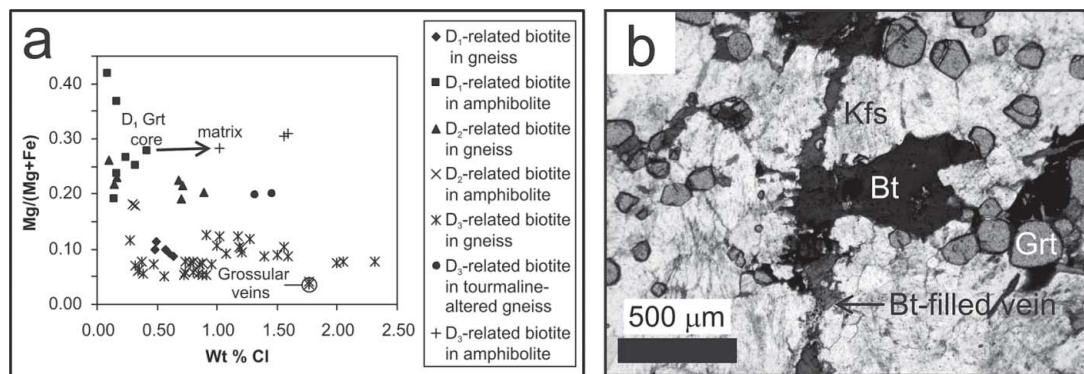 a
Mg/(Mg+Fe)
0.40
0.30
0.20
0.10
0.00
D₁ Grt
core
matrix
Grossular
veins
0.00 0.50 1.00 1.50 2.00 2.50
Wt % Cl
D₁-related biotite
in gneiss
D₁-related biotite
in amphibolite
D₂-related biotite
in gneiss
D₂-related biotite
in amphibolite
D₃-related biotite
in gneiss
D₃-related biotite
in tourmaline-
altered gneiss
D₃-related biotite
in amphibolite
b
Kfs
Bt
Grt
Bt-filled vein
500 µm